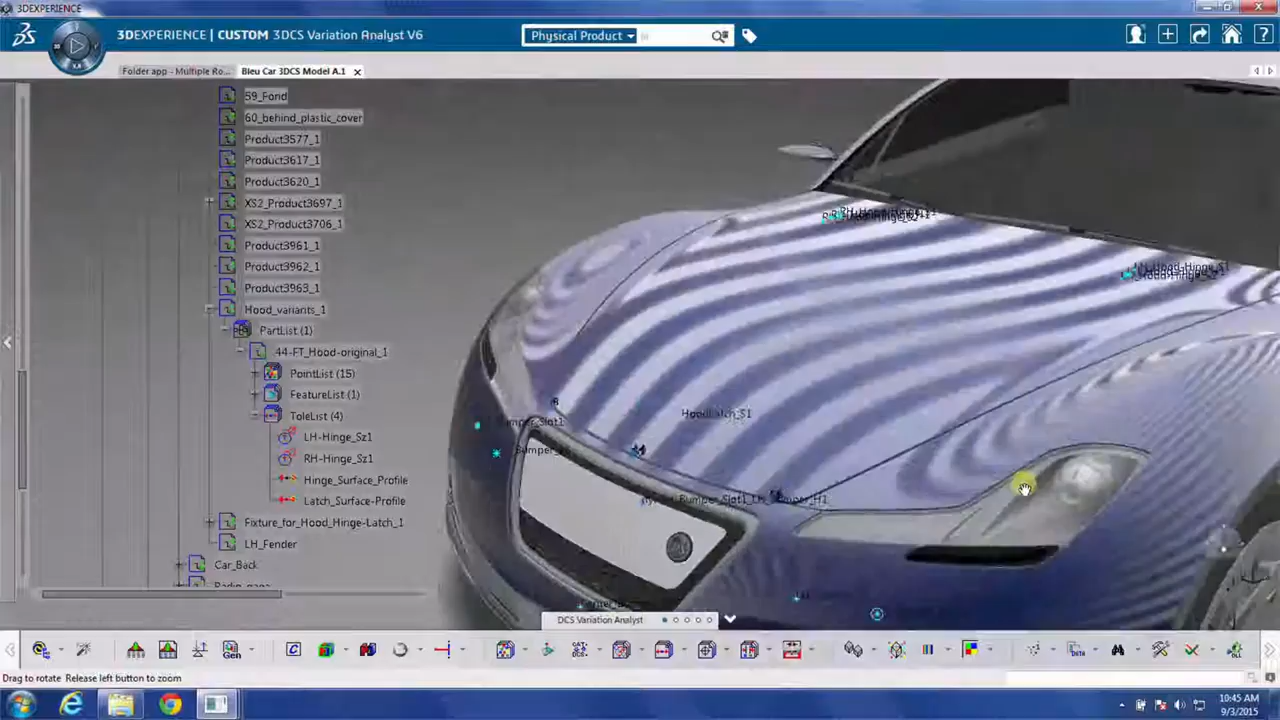 3DEXPERIENCE
3DEXPERIENCE | CUSTOM 3DCS Variation Analyst V6
Physical Product
Folder app - Multiple Ro...
Bleu Car 3DCS Model A.1
59_Fond
60_behind_plastic_cover
Product3577_1
Product3617_1
Product3620_1
XS2_Product3697_1
XS2_Product3706_1
Product3961_1
Product3962_1
Product3963_1
Hood_variants_1
PartList (1)
44-FT_Hood-original_1
PointList (15)
FeatureList (1)
ToleList (4)
LH-Hinge_Sz1
RH-Hinge_Sz1
Hinge_Surface_Profile
Latch_Surface-Profile
Fixture_for_Hood_Hinge-Latch_1
LH_Fender
Car_Back
HoodLatch_S1
DCS Variation Analyst
Gen
Drag to rotate Release left button to zoom
10:45 AM
9/3/2015